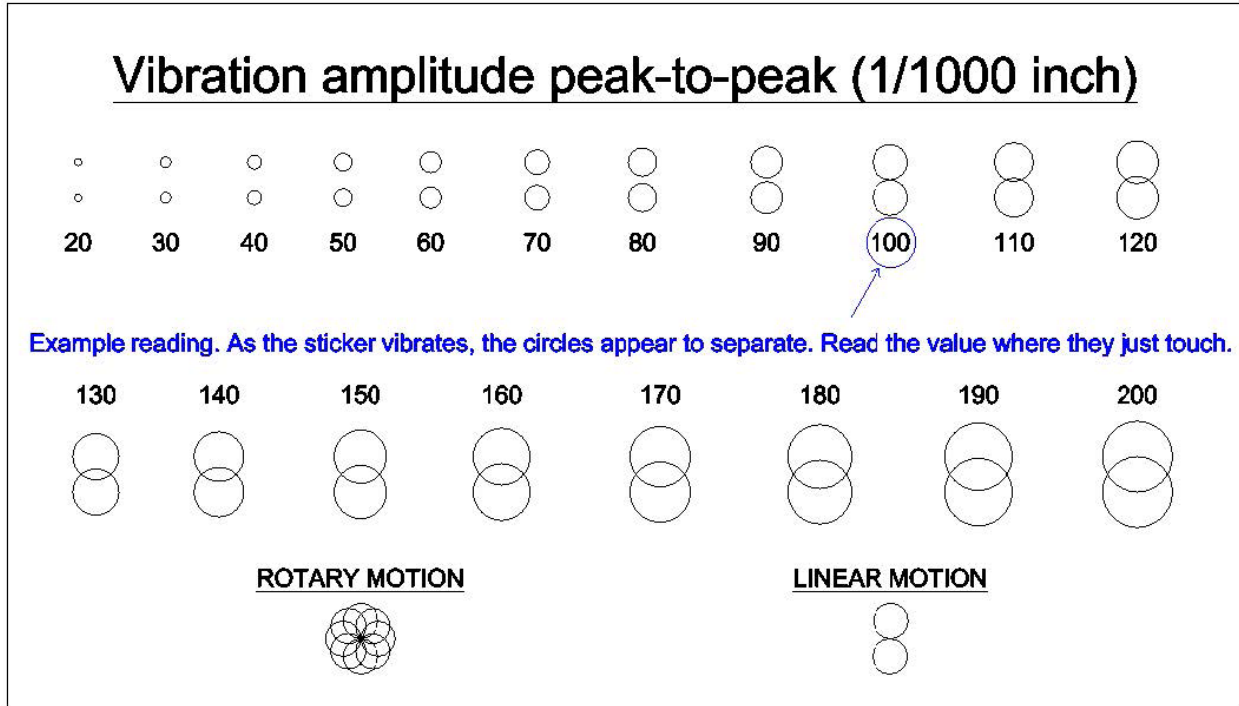 Vibration amplitude peak-to-peak (1/1000 inch)
20 30 40 50 60 70 80 90 100 110 120
Example reading. As the sticker vibrates, the circles appear to separate. Read the value where they just touch.
130 140 150 160 170 180 190 200
ROTARY MOTION LINEAR MOTION